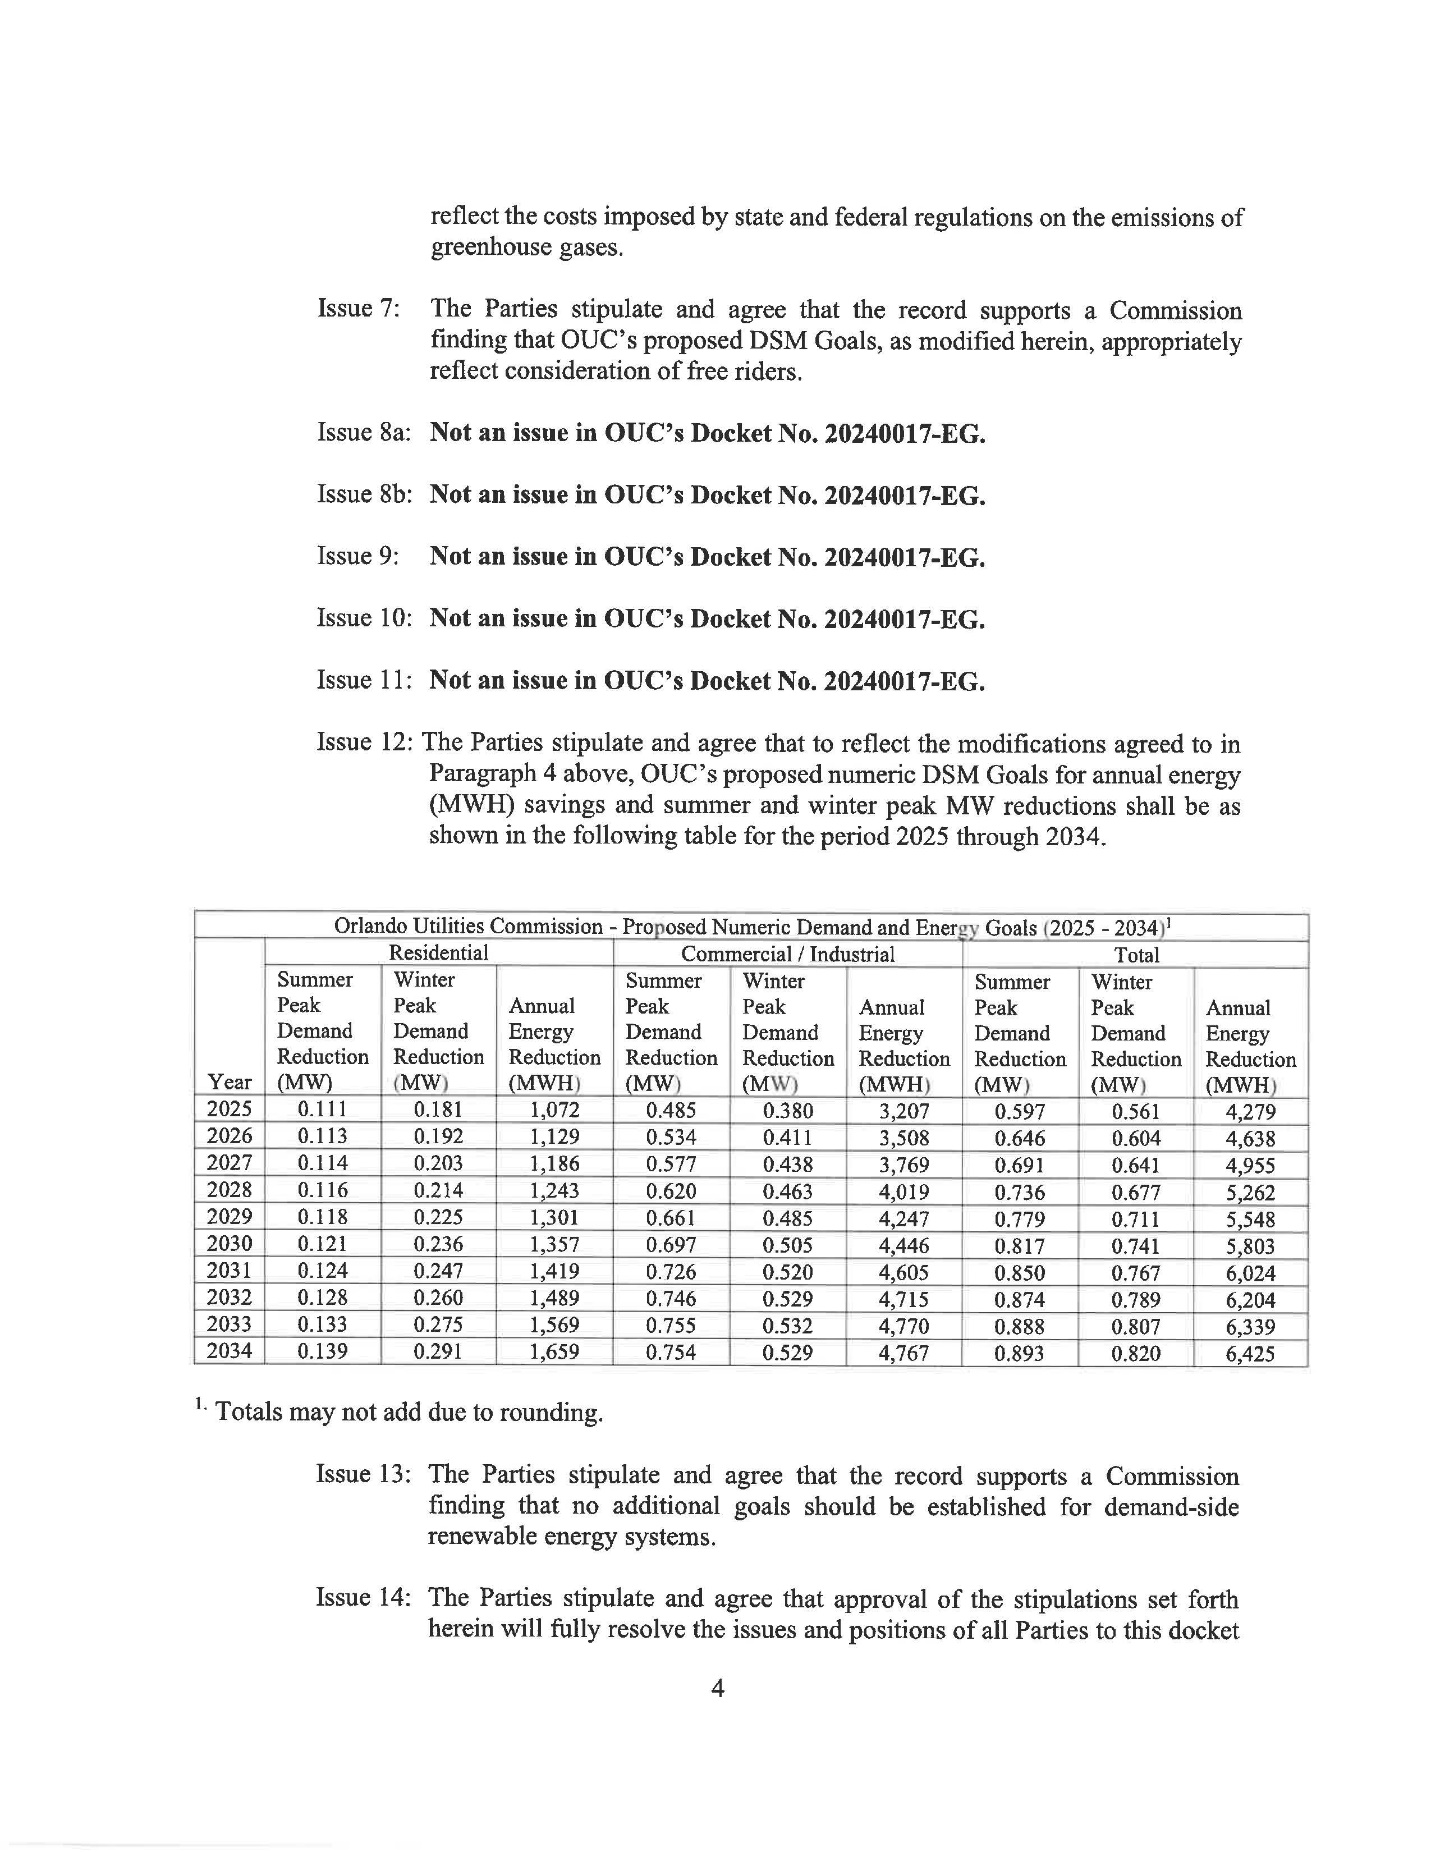 reflect the costs imposed by state and federal regulations on the emissions of
greenhouse gases.
Issue 7: The Parties stipulate and agree that the record supports a Commission
finding that OUC's proposed DSM Goals, as modified herein, appropriately
reflect consideration of free riders.
Issue 8a: Not an issue in OUC's Docket No. 20240017-EG.
Issue 8b: Not an issue in OUC's Docket No. 20240017-EG.
Issue 9: Not an issue in OUC's Docket No. 20240017-EG.
Issue 10: Not an issue in OUC's Docket No. 20240017-EG.
Issue 11: Not an issue in OUC's Docket No. 20240017-EG.
Issue 12: The Parties stipulate and agree that to reflect the modifications agreed to in
Paragraph 4 above, OUC's proposed numeric DSM Goals for annual energy
(MWH) savings and summer and winter peak MW reductions shall be as
shown in the following table for the period 2025 through 2034.
Orlando Utilities Commission - Proposed Numeric Demand and Energy Goals (2025 - 2034)¹
Residential Commercial / Industrial Total
Summer Winter Summer Winter Summer Winter
Peak Peak Annual Peak Peak Annual Peak Peak Annual
Demand Demand Energy Demand Demand Energy Demand Demand Energy
Reduction Reduction Reduction Reduction Reduction Reduction Reduction Reduction Reduction
Year (MW) (MW) (MWH) (MW) (MW) (MWH) (MW) (MW) (MWH)
2025 0.111 0.181 1,072 0.485 0.380 3,207 0.597 0.561 4,279
2026 0.113 0.192 1,129 0.534 0.411 3,508 0.646 0.604 4,638
2027 0.114 0.203 1,186 0.577 0.438 3,769 0.691 0.641 4,955
2028 0.116 0.214 1,243 0.620 0.463 4,019 0.736 0.677 5,262
2029 0.118 0.225 1,301 0.661 0.485 4,247 0.779 0.711 5,548
2030 0.121 0.236 1,357 0.697 0.505 4,446 0.817 0.741 5,803
2031 0.124 0.247 1,419 0.726 0.520 4,605 0.850 0.767 6,024
2032 0.128 0.260 1,489 0.746 0.529 4,715 0.874 0.789 6,204
2033 0.133 0.275 1,569 0.755 0.532 4,770 0.888 0.807 6,339
2034 0.139 0.291 1,659 0.754 0.529 4,767 0.893 0.820 6,425
¹· Totals may not add due to rounding.
Issue 13: The Parties stipulate and agree that the record supports a Commission
finding that no additional goals should be established for demand-side
renewable energy systems.
Issue 14: The Parties stipulate and agree that approval of the stipulations set forth
herein will fully resolve the issues and positions of all Parties to this docket
4